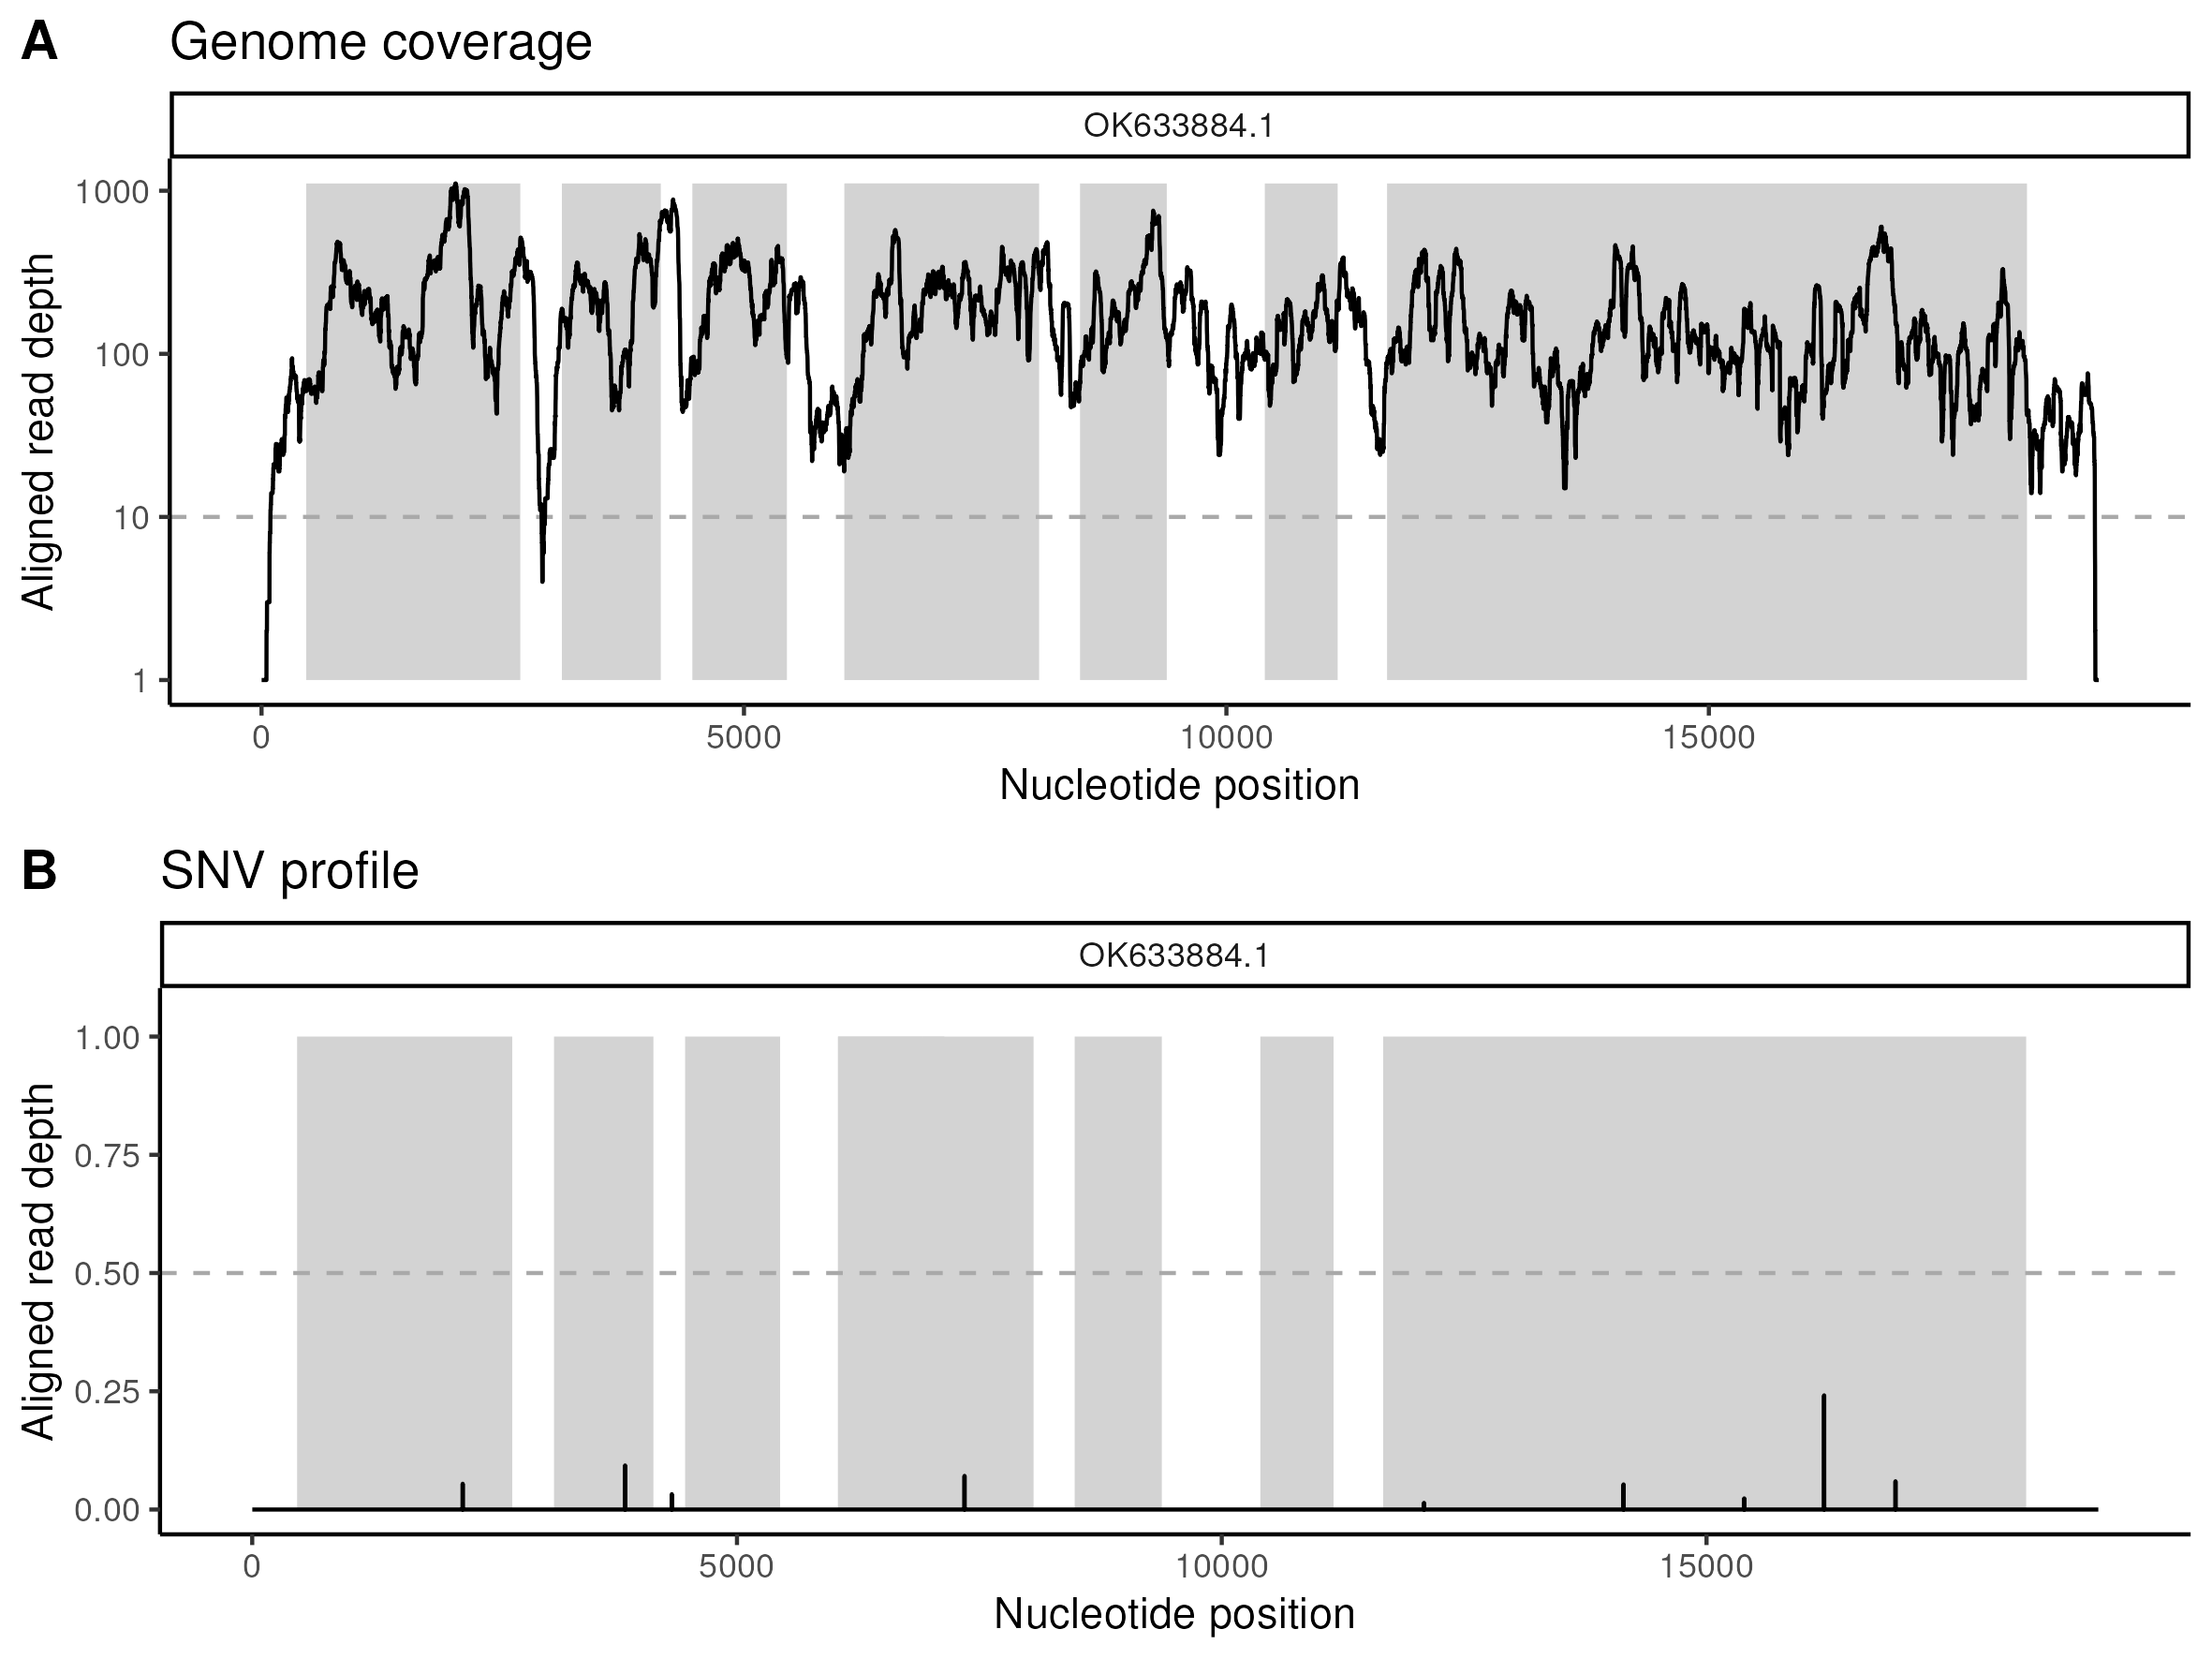 A Genome coverage
OK633884.1
Aligned read depth
1000
100
10
1
0 5000 10000 15000
Nucleotide position
B SNV profile
OK633884.1
Aligned read depth
1.00
0.75
0.50
0.25
0.00
0 5000 10000 15000
Nucleotide position